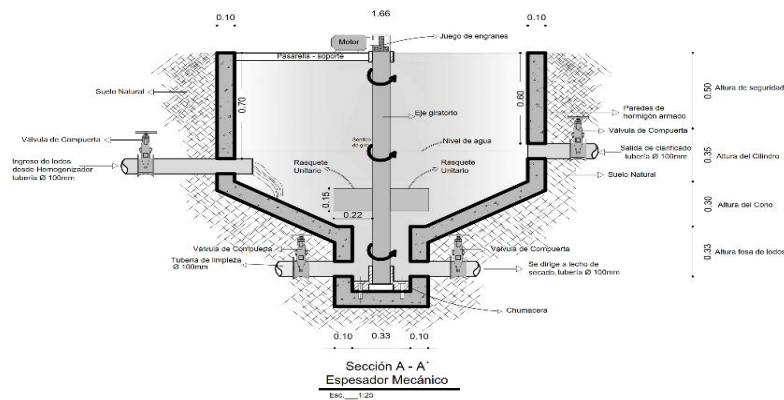 0.10
1.66
0.10
Motor
Juego de engranes
Pasarela - soporte
Suelo Natural
0.70
0.60
0.50
Altura de seguridad
Paredes de
hormigón armado
Eje giratorio
Válvula de Compuerta
Válvula de Compuerta
Sentido
de giro
Nivel de agua
Salida de clarificado
tubería Ø 100mm
0.35
Altura del Cilindro
Ingreso de lodos
desde Homogenizador
tubería Ø 100mm
Rasquete
Unitario
Rasquete
Unitario
Suelo Natural
0.15
0.22
0.30
Altura del Cono
Válvula de Compuerta
Válvula de Compuerta
0.33
Altura fosa de lodos
Tubería de limpieza
Ø 100mm
Se dirige a lecho de
secado, tubería Ø 100mm
Chumacera
0.10
0.33
0.10
Sección A - A´
Espesador Mecánico
Esc.___1:25